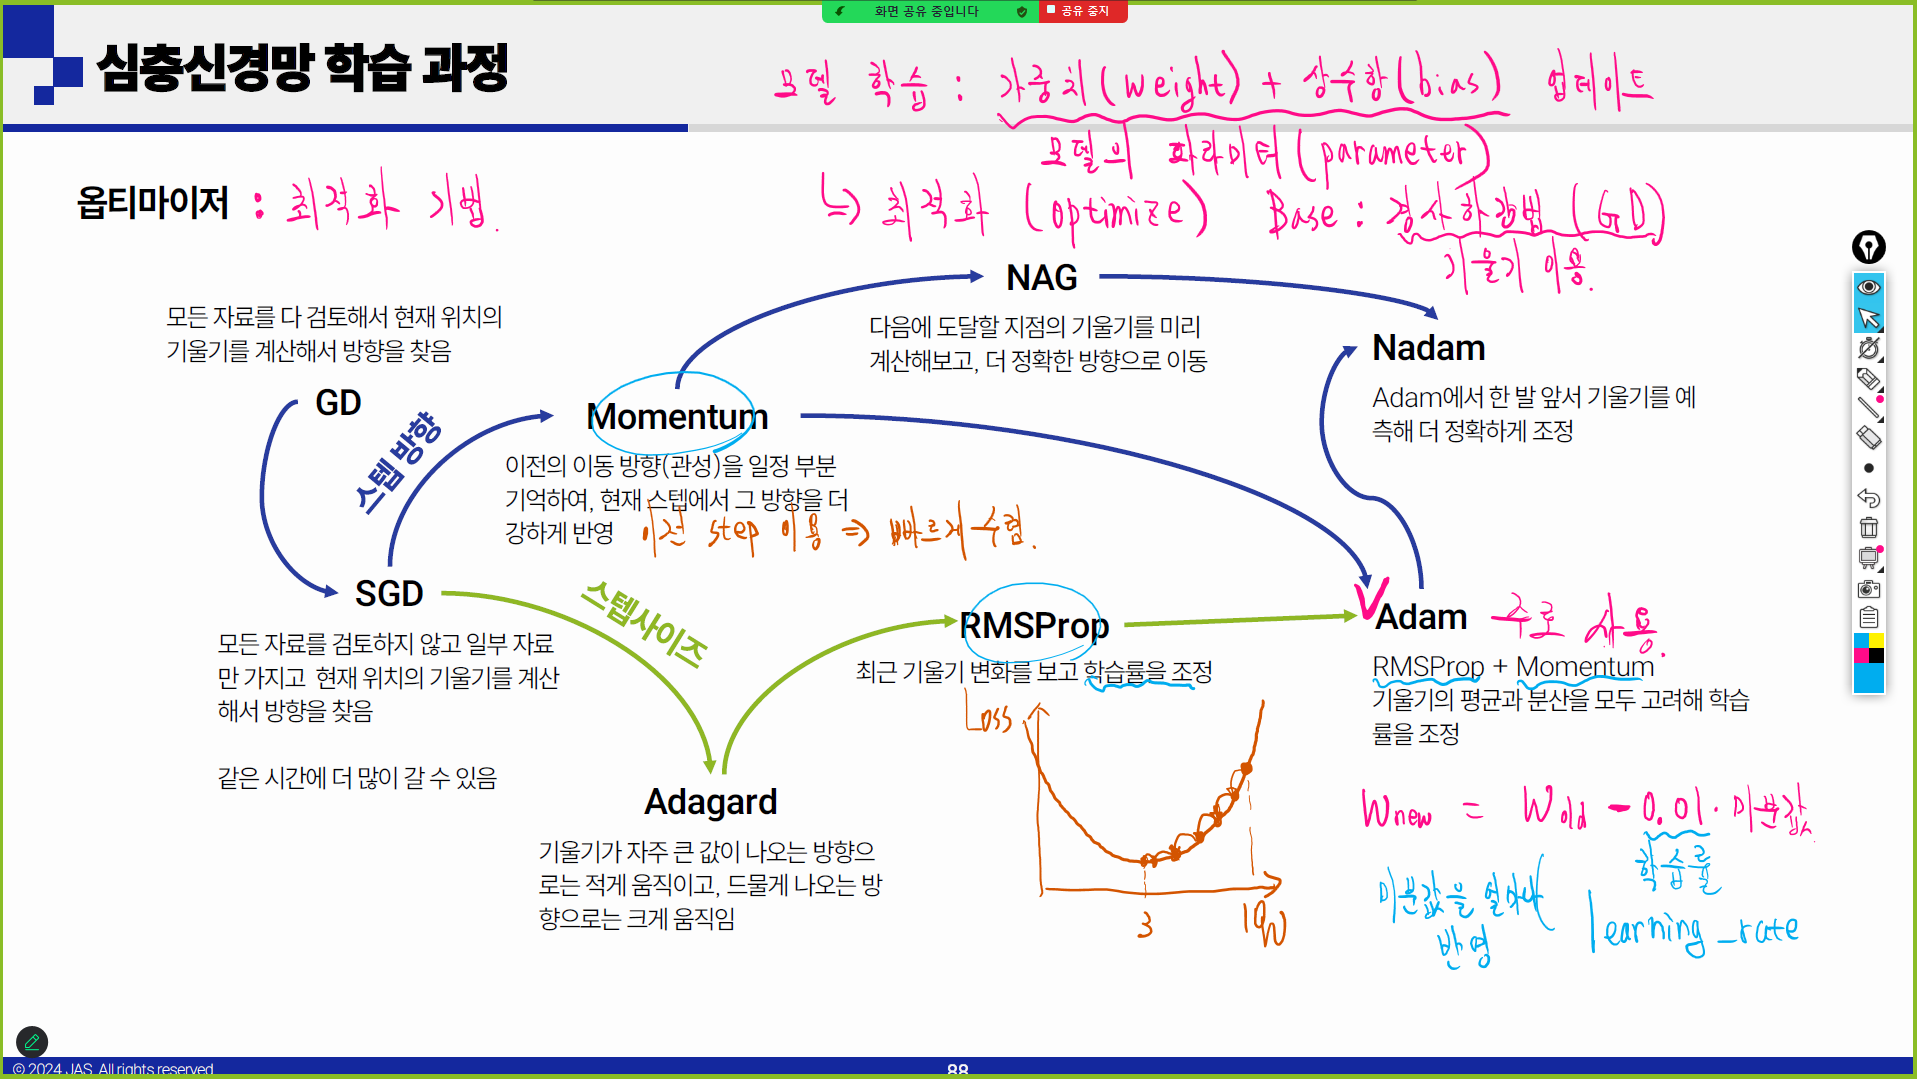 화면 공유 중입니다
공유 중지
심층신경망 학습 과정
모델 학습 : 가중치(weight) + 상수항(bias) 업데이트
모델의 파라미터(parameter)
옵티마이저 : 최적화 기법.
↳ 최적화 (optimize) Base : 경사하강법 (GD)
기울기 이용.
모든 자료를 다 검토해서 현재 위치의
기울기를 계산해서 방향을 찾음
GD
스텝 방향
NAG
다음에 도달할 지점의 기울기를 미리
계산해보고, 더 정확한 방향으로 이동
Nadam
Adam에서 한 발 앞서 기울기를 예
측해 더 정확하게 조정
Momentum
이전의 이동 방향(관성)을 일정 부분
기억하여, 현재 스텝에서 그 방향을 더
강하게 반영
이전 step 이용 ⇒ 빠르게 수렴.
SGD
모든 자료를 검토하지 않고 일부 자료
만 가지고 현재 위치의 기울기를 계산
해서 방향을 찾음
같은 시간에 더 많이 갈 수 있음
스텝사이즈
RMSProp
최근 기울기 변화를 보고 학습률을 조정
Adam 주로 사용.
RMSProp + Momentum
기울기의 평균과 분산을 모두 고려해 학습
률을 조정
Adagard
기울기가 자주 큰 값이 나오는 방향으
로는 적게 움직이고, 드물게 나오는 방
향으로는 크게 움직임
Loss
3
10
W
Wnew = Wold - 0.01 · 미분값
학습률
learning_rate
미분값을 얼마나
반영
© 2024 JAS. All rights reserved
88